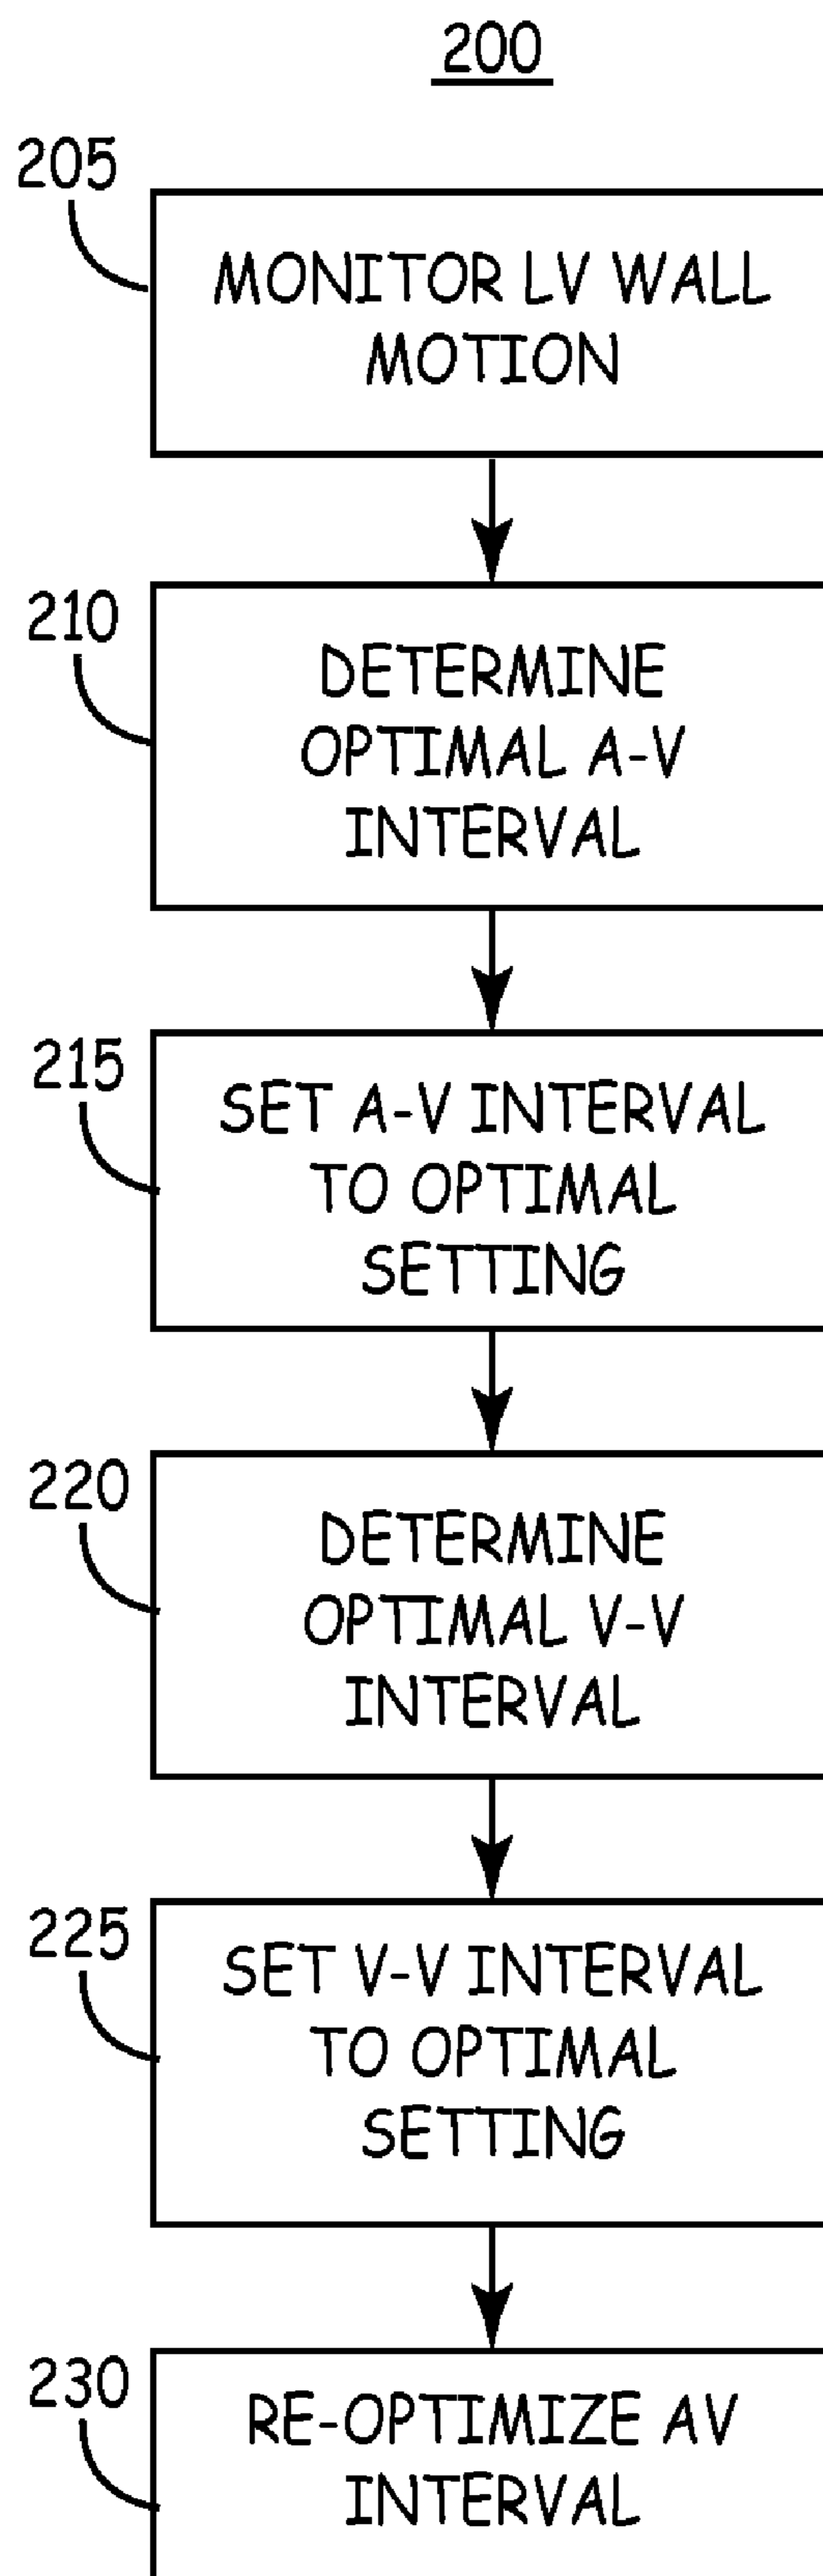 200
205
MONITOR LV WALL
MOTION
210
DETERMINE
OPTIMAL A-V
INTERVAL
215
SET A-V INTERVAL
TO OPTIMAL
SETTING
220
DETERMINE
OPTIMAL V-V
INTERVAL
225
SET V-V INTERVAL
TO OPTIMAL
SETTING
230
RE-OPTIMIZE AV
INTERVAL